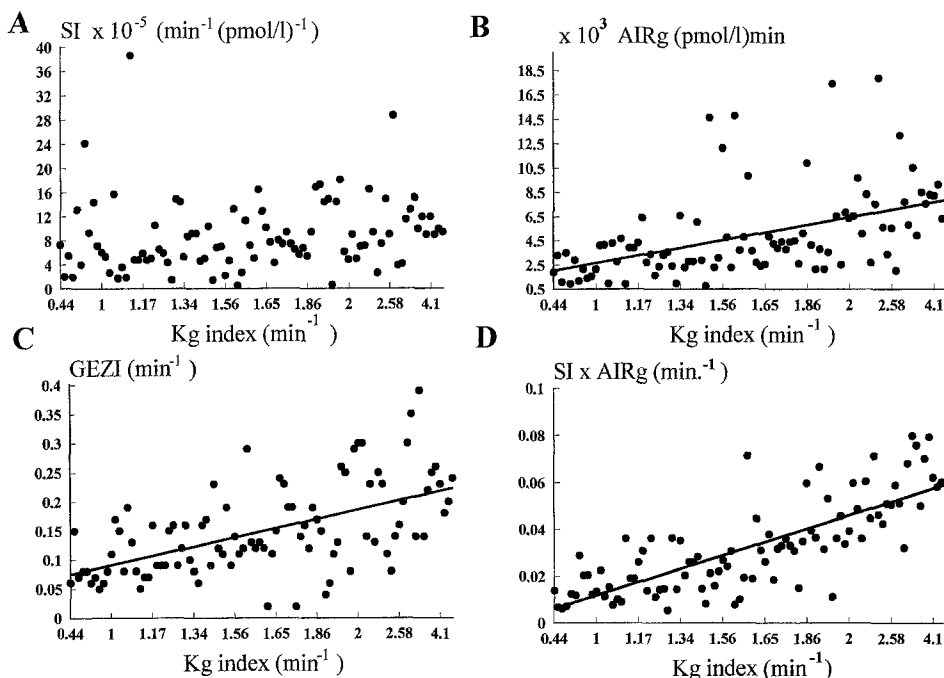 A
SI x 10⁻⁵ (min⁻¹ (pmol/l)⁻¹)
40
36
32
28
24
20
16
12
8
4
0
0.44 1 1.17 1.34 1.56 1.65 1.86 2 2.58 4.1
Kg index (min⁻¹)
B
x 10³ AIRg (pmol/l)min
18.5
16.5
14.5
12.5
10.5
8.5
6.5
4.5
2.5
0.5
0.44 1 1.17 1.34 1.56 1.65 1.86 2 2.58 4.1
Kg index (min⁻¹)
C
GEZI (min⁻¹)
0.4
0.35
0.3
0.25
0.2
0.15
0.1
0.05
0
0.44 1 1.17 1.34 1.56 1.65 1.86 2 2.58 4.1
Kg index (min⁻¹)
D
SI x AIRg (min.⁻¹)
0.1
0.08
0.06
0.04
0.02
0
0.44 1 1.17 1.34 1.56 1.65 1.86 2 2.58 4.1
Kg index (min⁻¹)